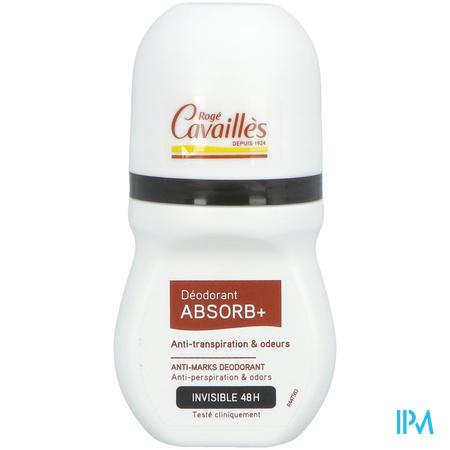 Rogé
Cavaillès
DEPUIS 1924
Déodorant
ABSORB+
Anti-transpiration & odeurs
ANTI-MARKS DEODORANT
Anti-perspiration & odors
INVISIBLE 48H
Testé cliniquement
IPM